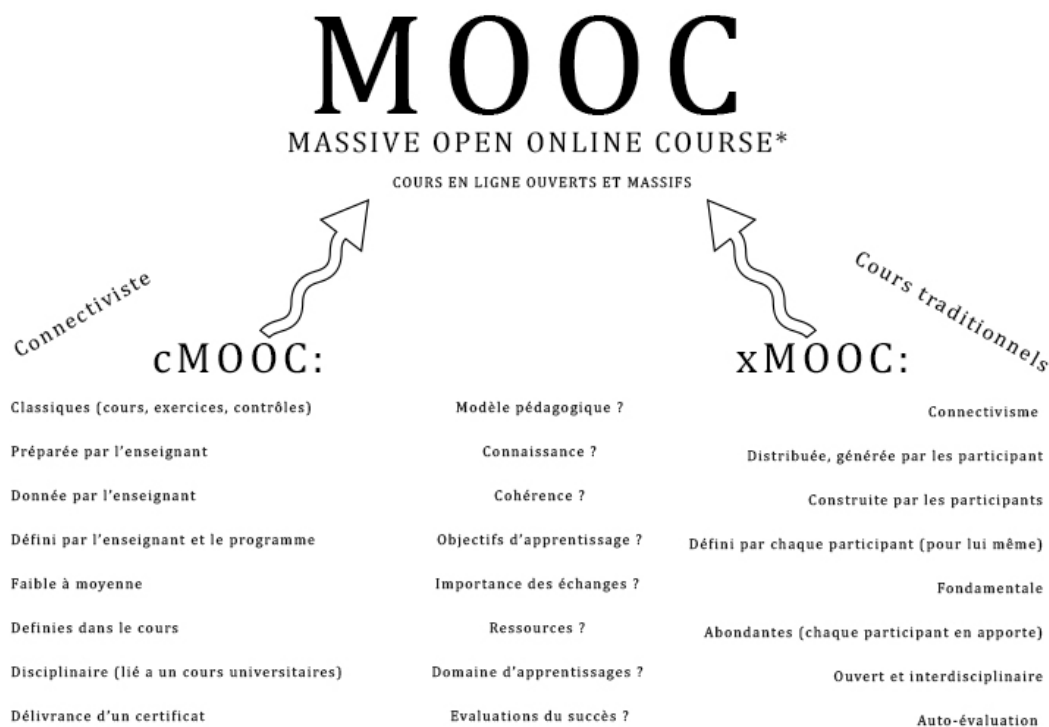 MOOC
MASSIVE OPEN ONLINE COURSE*
COURS EN LIGNE OUVERTS ET MASSIFS
Connectiviste
Cours traditionnels
cMOOC:
xMOOC:
Classiques (cours, exercices, contrôles)
Modèle pédagogique ?
Connectivisme
Préparée par l'enseignant
Connaissance ?
Distribuée, générée par les participant
Donnée par l'enseignant
Cohérence ?
Construite par les participants
Défini par l'enseignant et le programme
Objectifs d'apprentissage ?
Défini par chaque participant (pour lui même)
Faible à moyenne
Importance des échanges ?
Fondamentale
Definies dans le cours
Ressources ?
Abondantes (chaque participant en apporte)
Disciplinaire (lié a un cours universitaires)
Domaine d'apprentissages ?
Ouvert et interdisciplinaire
Délivrance d'un certificat
Evaluations du succès ?
Auto-évaluation